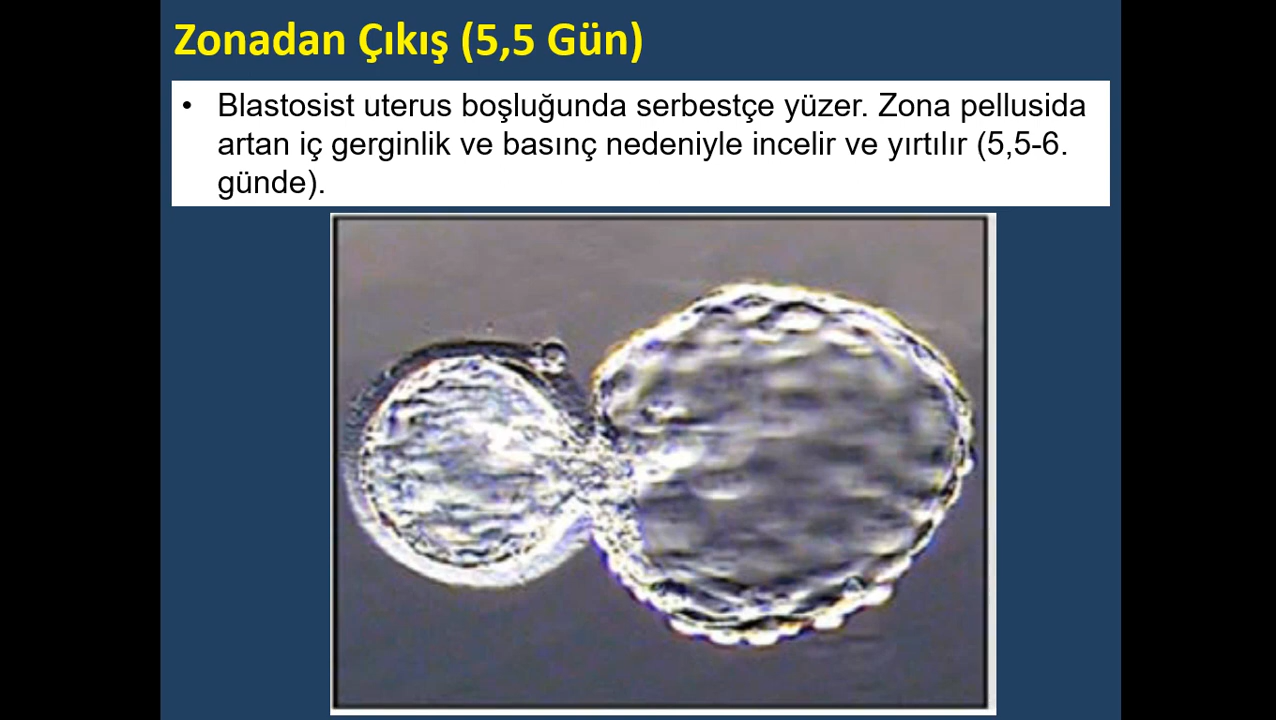 Zonadan Çıkış (5,5 Gün)
• Blastosist uterus boşluğunda serbestçe yüzer. Zona pellusida
artan iç gerginlik ve basınç nedeniyle incelir ve yırtılır (5,5-6.
günde).